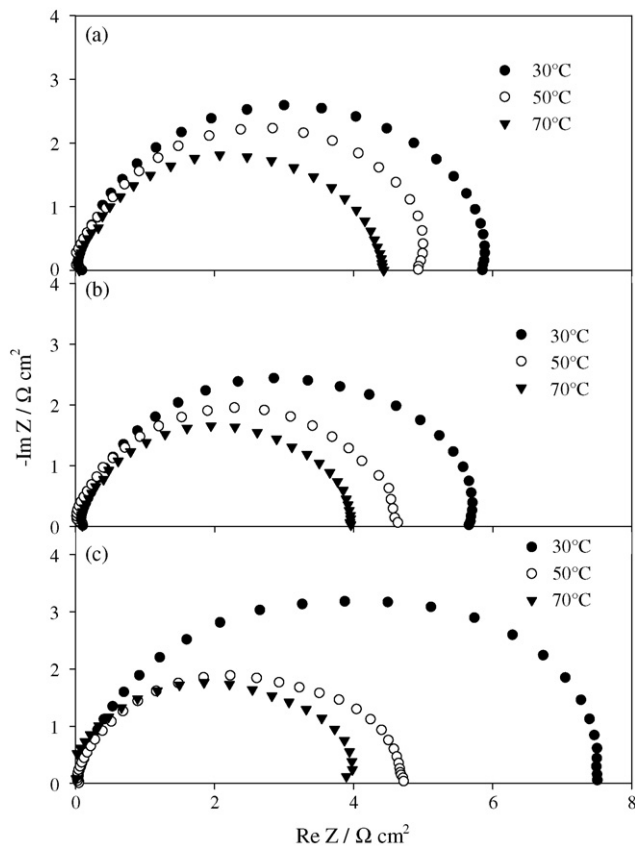 (a)
30°C
50°C
70°C
4
3
2
1
0
(b)
30°C
50°C
70°C
4
3
2
1
0
-Im Z / Ω cm²
(c)
30°C
50°C
70°C
4
3
2
1
0
0 2 4 6 8
Re Z / Ω cm²